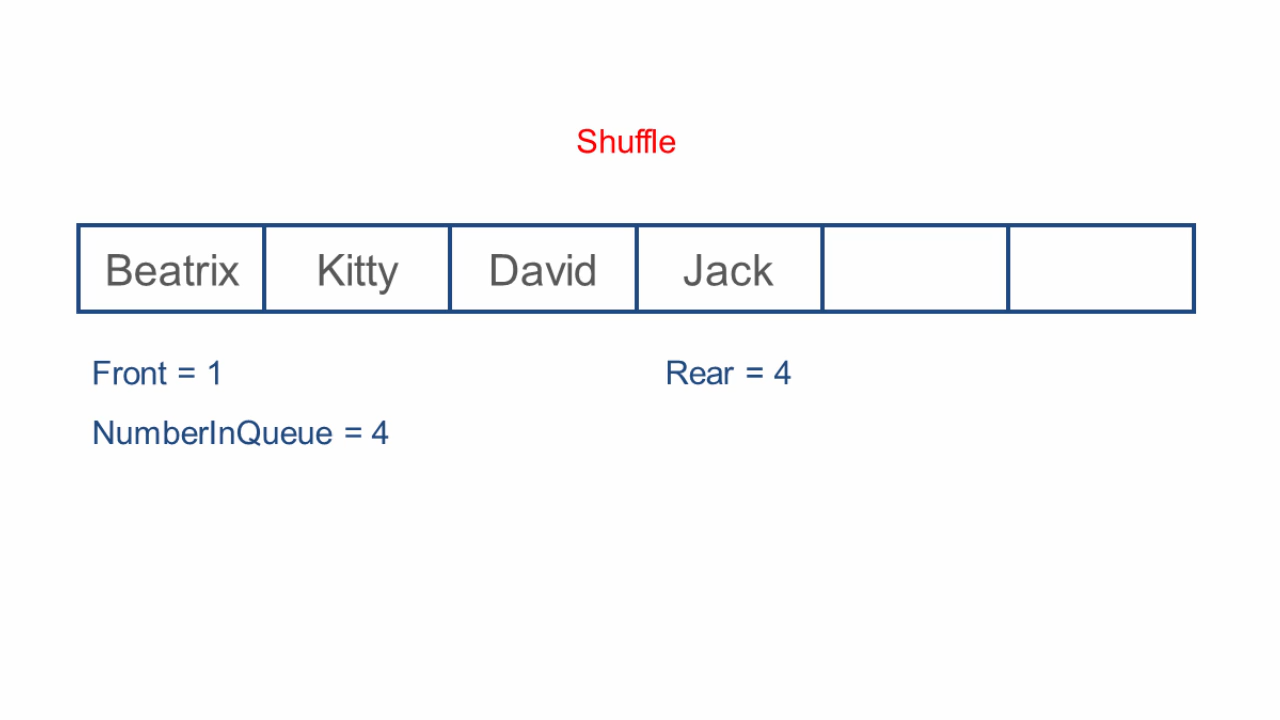 Shuffle
Beatrix Kitty David Jack
Front = 1 Rear = 4
NumberInQueue = 4